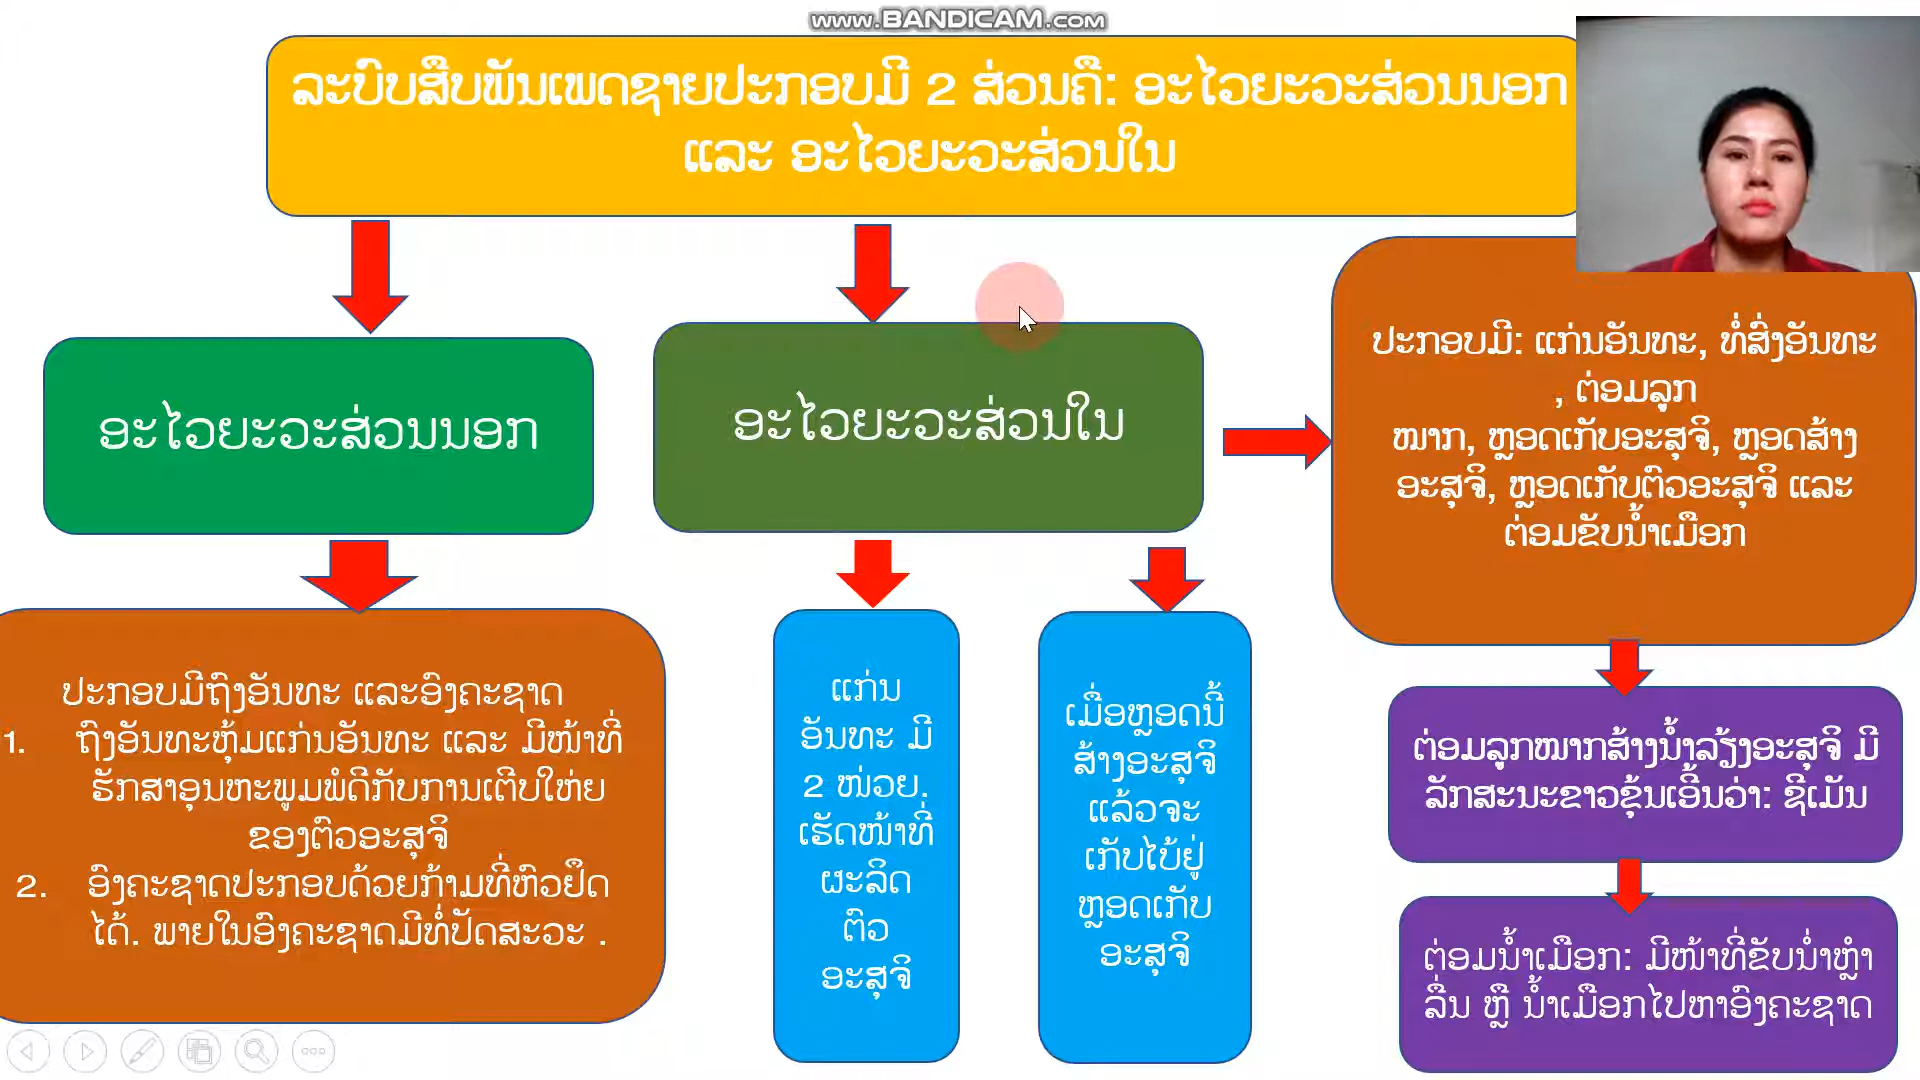 www.BANDICAM.com
ລະບົບສືບພັນເພດຊາຍປະກອບມີ 2 ສ່ວນຄື: ອະໄວຍະວະສ່ວນນອກ
ແລະ ອະໄວຍະວະສ່ວນໃນ
ອະໄວຍະວະສ່ວນນອກ
ອະໄວຍະວະສ່ວນໃນ
ປະກອບມີ: ແກ່ນອັນທະ, ທໍ່ສົ່ງອັນທະ
, ຕ່ອມລູກ
ໝາກ, ຫຼອດເກັບອະສຸຈິ, ຫຼອດສ້າງ
ອະສຸຈິ, ຫຼອດເກັບຕົວອະສຸຈິ ແລະ
ຕ່ອມຂັບນ້ຳເມືອກ
ປະກອບມີຖົງອັນທະ ແລະອົງຄະຊາດ
1. ຖົງອັນທະຫຸ້ມແກ່ນອັນທະ ແລະ ມີໜ້າທີ່
ຮັກສາອຸນຫະພູມພໍດີກັບການເຕີບໃຫ່ຍ
ຂອງຕົວອະສຸຈິ
2. ອົງຄະຊາດປະກອບດ້ວຍກ້າມທີ່ຫົວຢຶດ
ໄດ້. ພາຍໃນອົງຄະຊາດມີທໍ່ປັດສະວະ .
ແກ່ນ
ອັນທະ ມີ
2 ໜ່ວຍ.
ເຮັດໜ້າທີ່
ຜະລິດ
ຕົວ
ອະສຸຈິ
ເມື່ອຫຼອດນີ້
ສ້າງອະສຸຈິ
ແລ້ວຈະ
ເກັບໄບ້ຢູ່
ຫຼອດເກັບ
ອະສຸຈິ
ຕ່ອມລູກໝາກສ້າງນ້ຳລ້ຽງອະສຸຈິ ມີ
ລັກສະນະຂາວຂຸ້ນເອີ້ນວ່າ: ຊີເມັນ
ຕ່ອມນ້ຳເມືອກ: ມີໜ້າທີ່ຂັບນ່ຳຫຼໍາ
ລື່ນ ຫຼື ນ້ຳເມືອກໄປຫາອົງຄະຊາດ